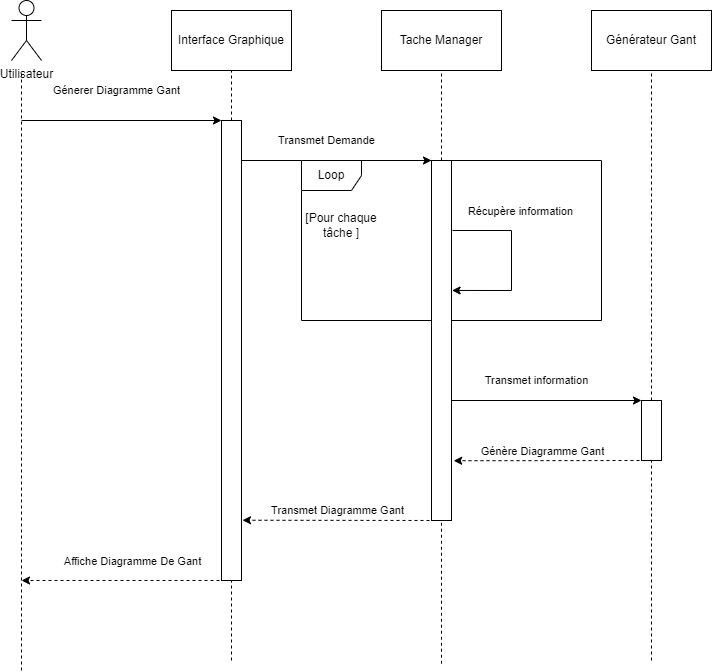 Interface Graphique
Tache Manager
Générateur Gant
Utilisateur
Génerer Diagramme Gant
Transmet Demande
Loop
[Pour chaque
tâche ]
Récupère information
Transmet information
Génère Diagramme Gant
Transmet Diagramme Gant
Affiche Diagramme De Gant